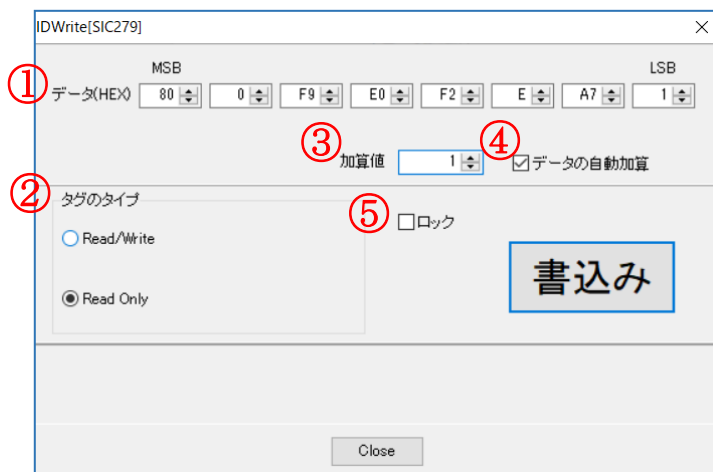 IDWrite[SIC279]
MSB LSB
① データ(HEX) 80 0 F9 E0 F2 E A7 1
③ 加算値 1 ④ データの自動加算
② タグのタイプ
⑤ ロック
Read/Write
書込み
Read Only
Close